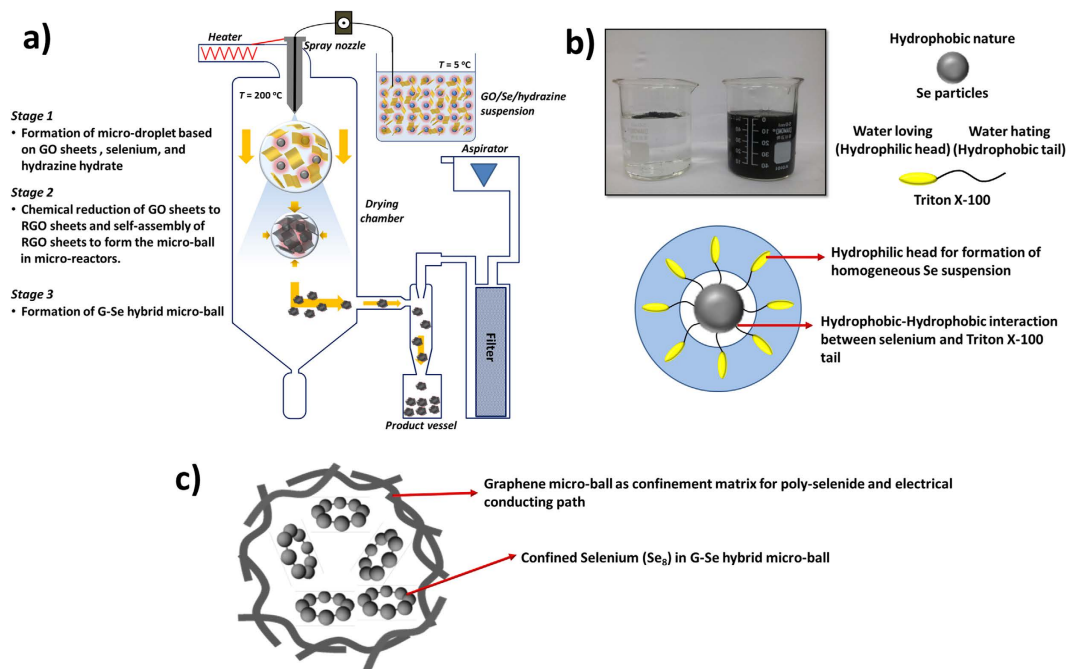 a)
Heater
Spray nozzle
T = 5 °C
T = 200 °C
GO/Se/hydrazine
suspension
Aspirator
Stage 1
• Formation of micro-droplet based
on GO sheets , selenium, and
hydrazine hydrate
Stage 2
• Chemical reduction of GO sheets to
RGO sheets and self-assembly of
RGO sheets to form the micro-ball
in micro-reactors.
Drying
chamber
Stage 3
• Formation of G-Se hybrid micro-ball
Filter
Product vessel
b)
Hydrophobic nature
Se particles
Water loving
(Hydrophilic head)
Water hating
(Hydrophobic tail)
Triton X-100
Hydrophilic head for formation of
homogeneous Se suspension
Hydrophobic-Hydrophobic interaction
between selenium and Triton X-100
tail
c)
Graphene micro-ball as confinement matrix for poly-selenide and electrical
conducting path
Confined Selenium (Se₈) in G-Se hybrid micro-ball